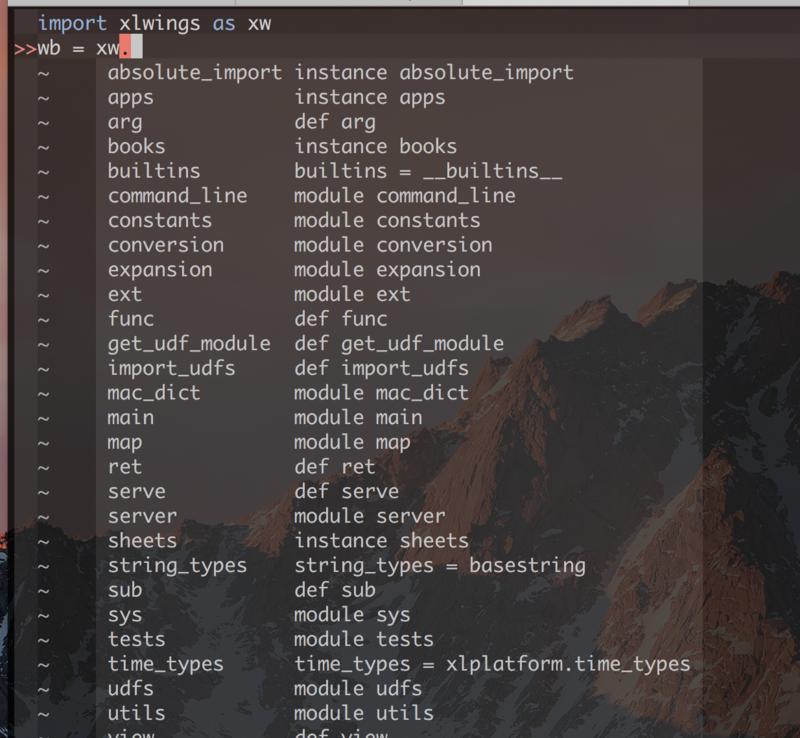 import xlwings as xw
>>wb = xw.
~ absolute_import instance absolute_import
~ apps instance apps
~ arg def arg
~ books instance books
~ builtins builtins = __builtins__
~ command_line module command_line
~ constants module constants
~ conversion module conversion
~ expansion module expansion
~ ext module ext
~ func def func
~ get_udf_module def get_udf_module
~ import_udfs def import_udfs
~ mac_dict module mac_dict
~ main module main
~ map module map
~ ret def ret
~ serve def serve
~ server module server
~ sheets instance sheets
~ string_types string_types = basestring
~ sub def sub
~ sys module sys
~ tests module tests
~ time_types time_types = xlplatform.time_types
~ udfs module udfs
~ utils module utils
view def view